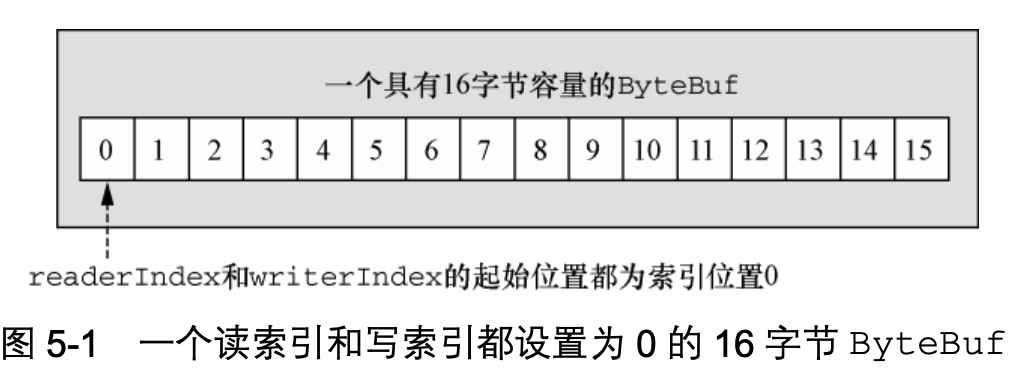 一个具有16字节容量的ByteBuf
0 1 2 3 4 5 6 7 8 9 10 11 12 13 14 15
readerIndex和writerIndex的起始位置都为索引位置0
图 5-1　一个读索引和写索引都设置为 0 的 16 字节 ByteBuf